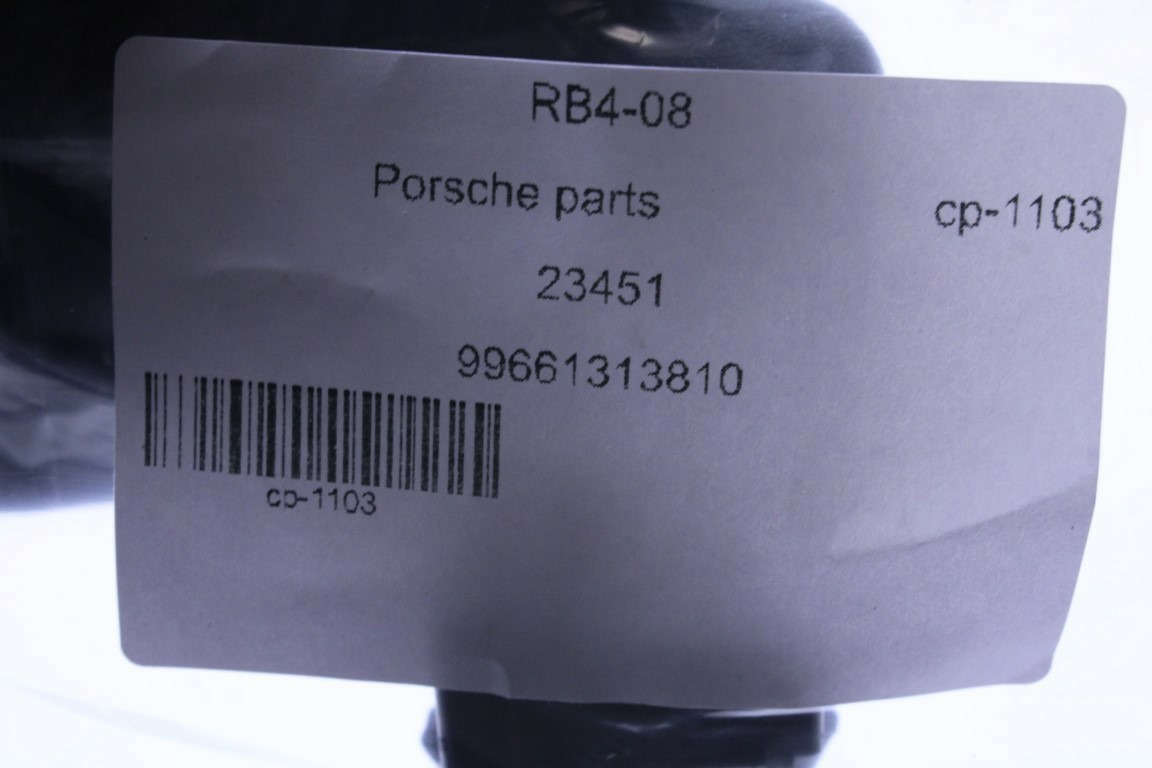 RB4-08
Porsche parts
cp-1103
23451
99661313810
cp-1103